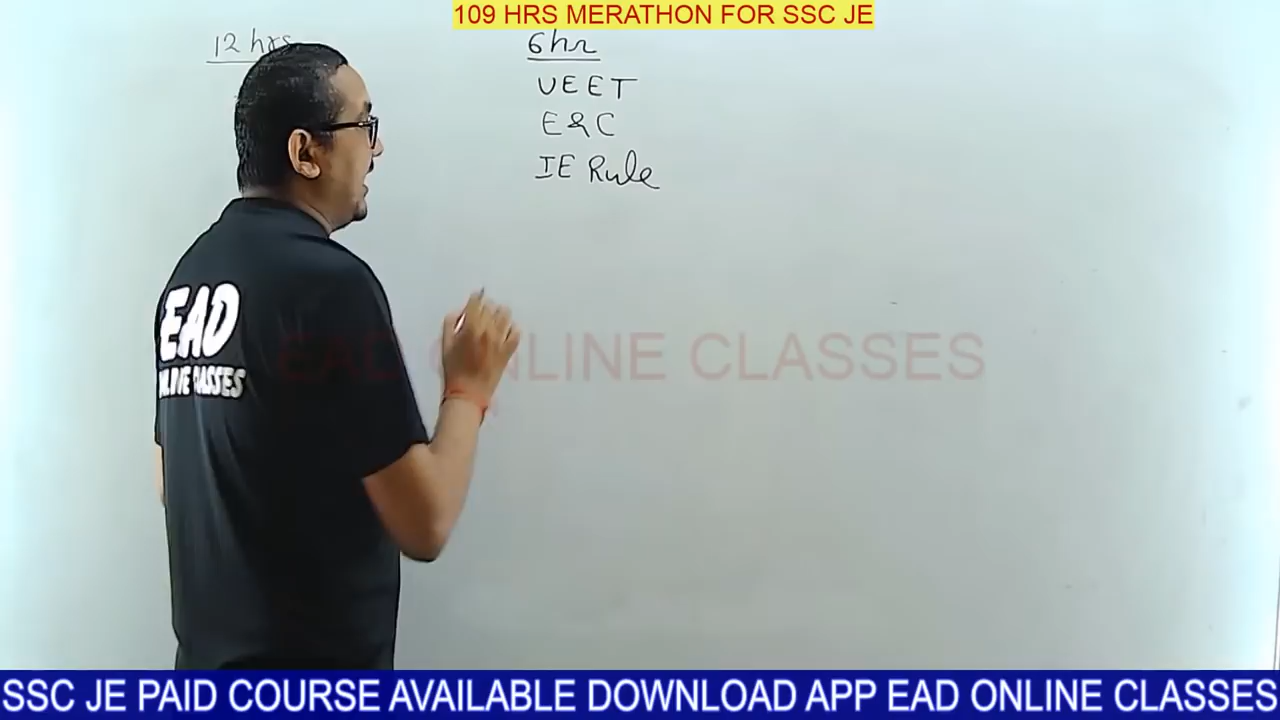 109 HRS MERATHON FOR SSC JE
12 hrs
6hr
UEET
E&C
IE Rule
EAD
ONLINE CLASSES
EAD ONLINE CLASSES
SSC JE PAID COURSE AVAILABLE DOWNLOAD APP EAD ONLINE CLASSES